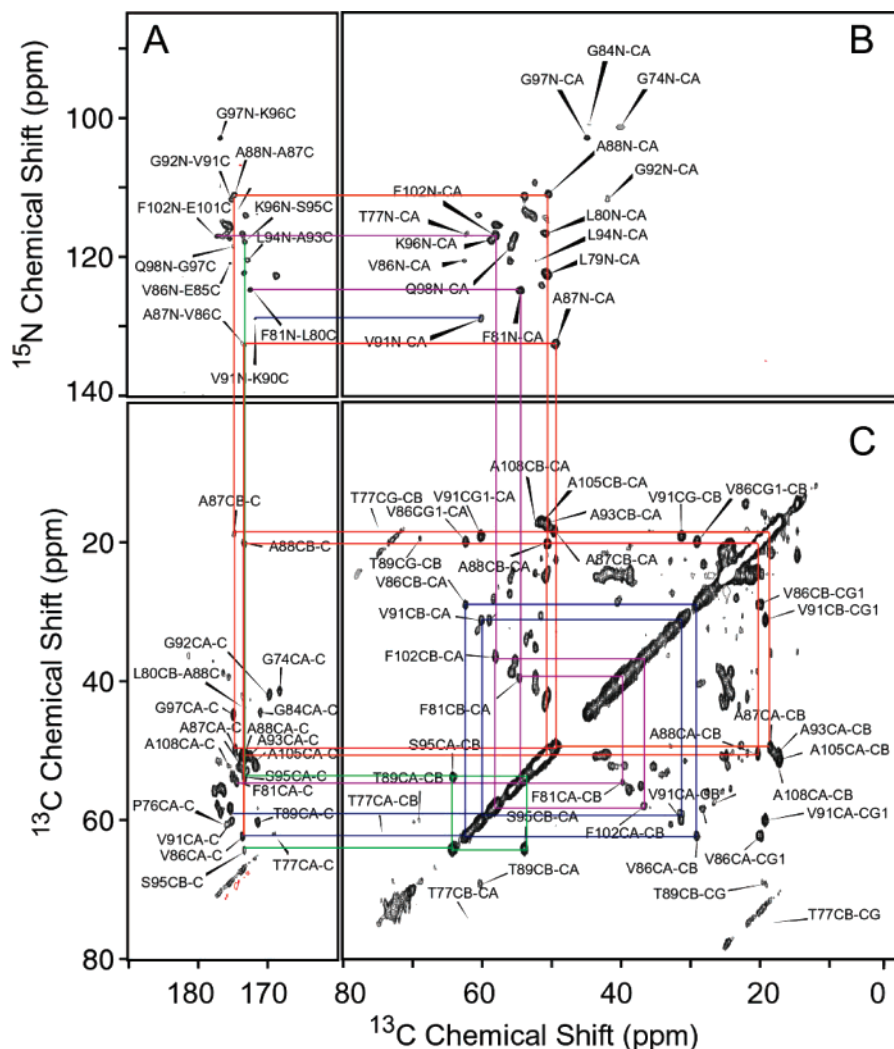 A
B
G84N-CA
G97N-CA
G74N-CA
100
G97N-K96C
A88N-CA
G92N-V91C
A88N-A87C
G92N-CA
F102N-E101C
K96N-S95C
F102N-CA
T77N-CA
L80N-CA
120
L94N-A93C
K96N-CA
L94N-CA
Q98N-G97C
V86N-CA
L79N-CA
V86N-E85C
Q98N-CA
A87N-V86C
F81N-L80C
V91N-CA
F81N-CA
A87N-CA
V91N-K90C
140
15N Chemical Shift (ppm)
C
A108CB-CA
A105CB-CA
T77CG-CB
V91CG1-CA
V91CG-CB
V86CG1-CB
A87CB-C
V86CG1-CA
A93CB-CA
20
A88CB-C
T89CG-CB
A88CB-CA
A87CB-CA
V86CB-CA
V86CB-CG1
V91CB-CA
V91CB-CG1
G92CA-C
G74CA-C
F102CB-CA
L80CB-A88C
40
G97CA-C
G84CA-C
F81CB-CA
A87CA-C
A88CA-C
A88CA-CB
A87CA-CB
A108CA-C
A93CA-C
S95CA-CB
A93CA-CB
A105CA-C
A105CA-CB
S95CA-C
T89CA-CB
F81CA-C
F81CA-CB
V91CA-CB
A108CA-CB
P76CA-C
T89CA-C
T77CA-CB
S95CB-CA
F102CA-CB
V91CA-CG1
60
V91CA-C
V86CA-C
V86CA-CB
V86CA-CG1
S95CB-C
T77CA-C
T89CB-CA
T89CB-CG
T77CB-CA
T77CB-CG
80
13C Chemical Shift (ppm)
180 170 80 60 40 20 0
13C Chemical Shift (ppm)